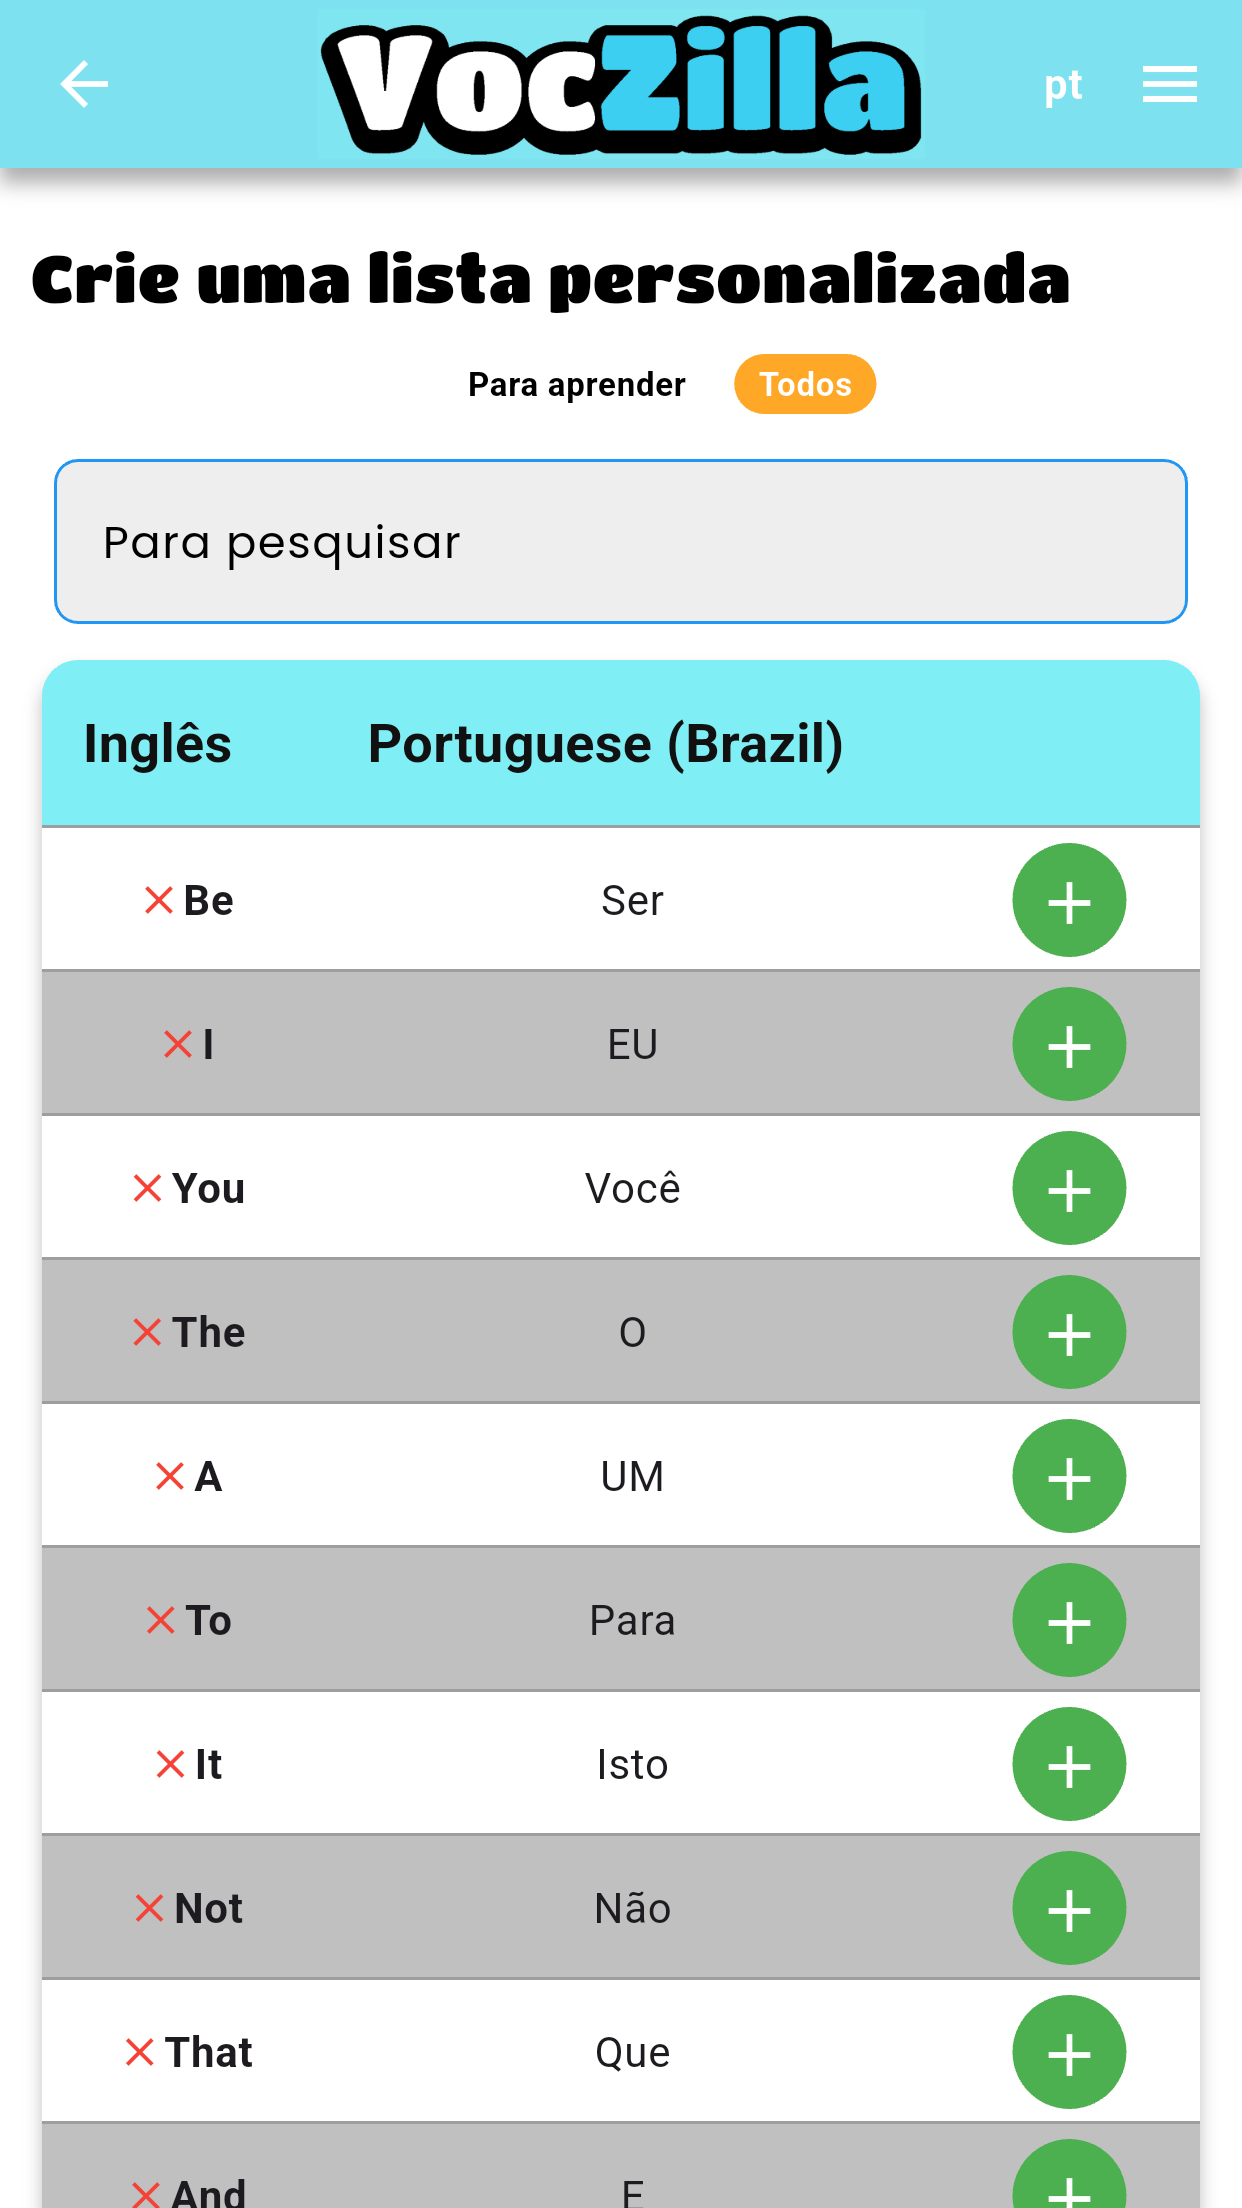 VocZilla
pt
Crie uma lista personalizada
Para aprender Todos
Para pesquisar
Inglês Portuguese (Brazil)
Be Ser
I EU
You Você
The O
A UM
To Para
It Isto
Not Não
That Que
And E